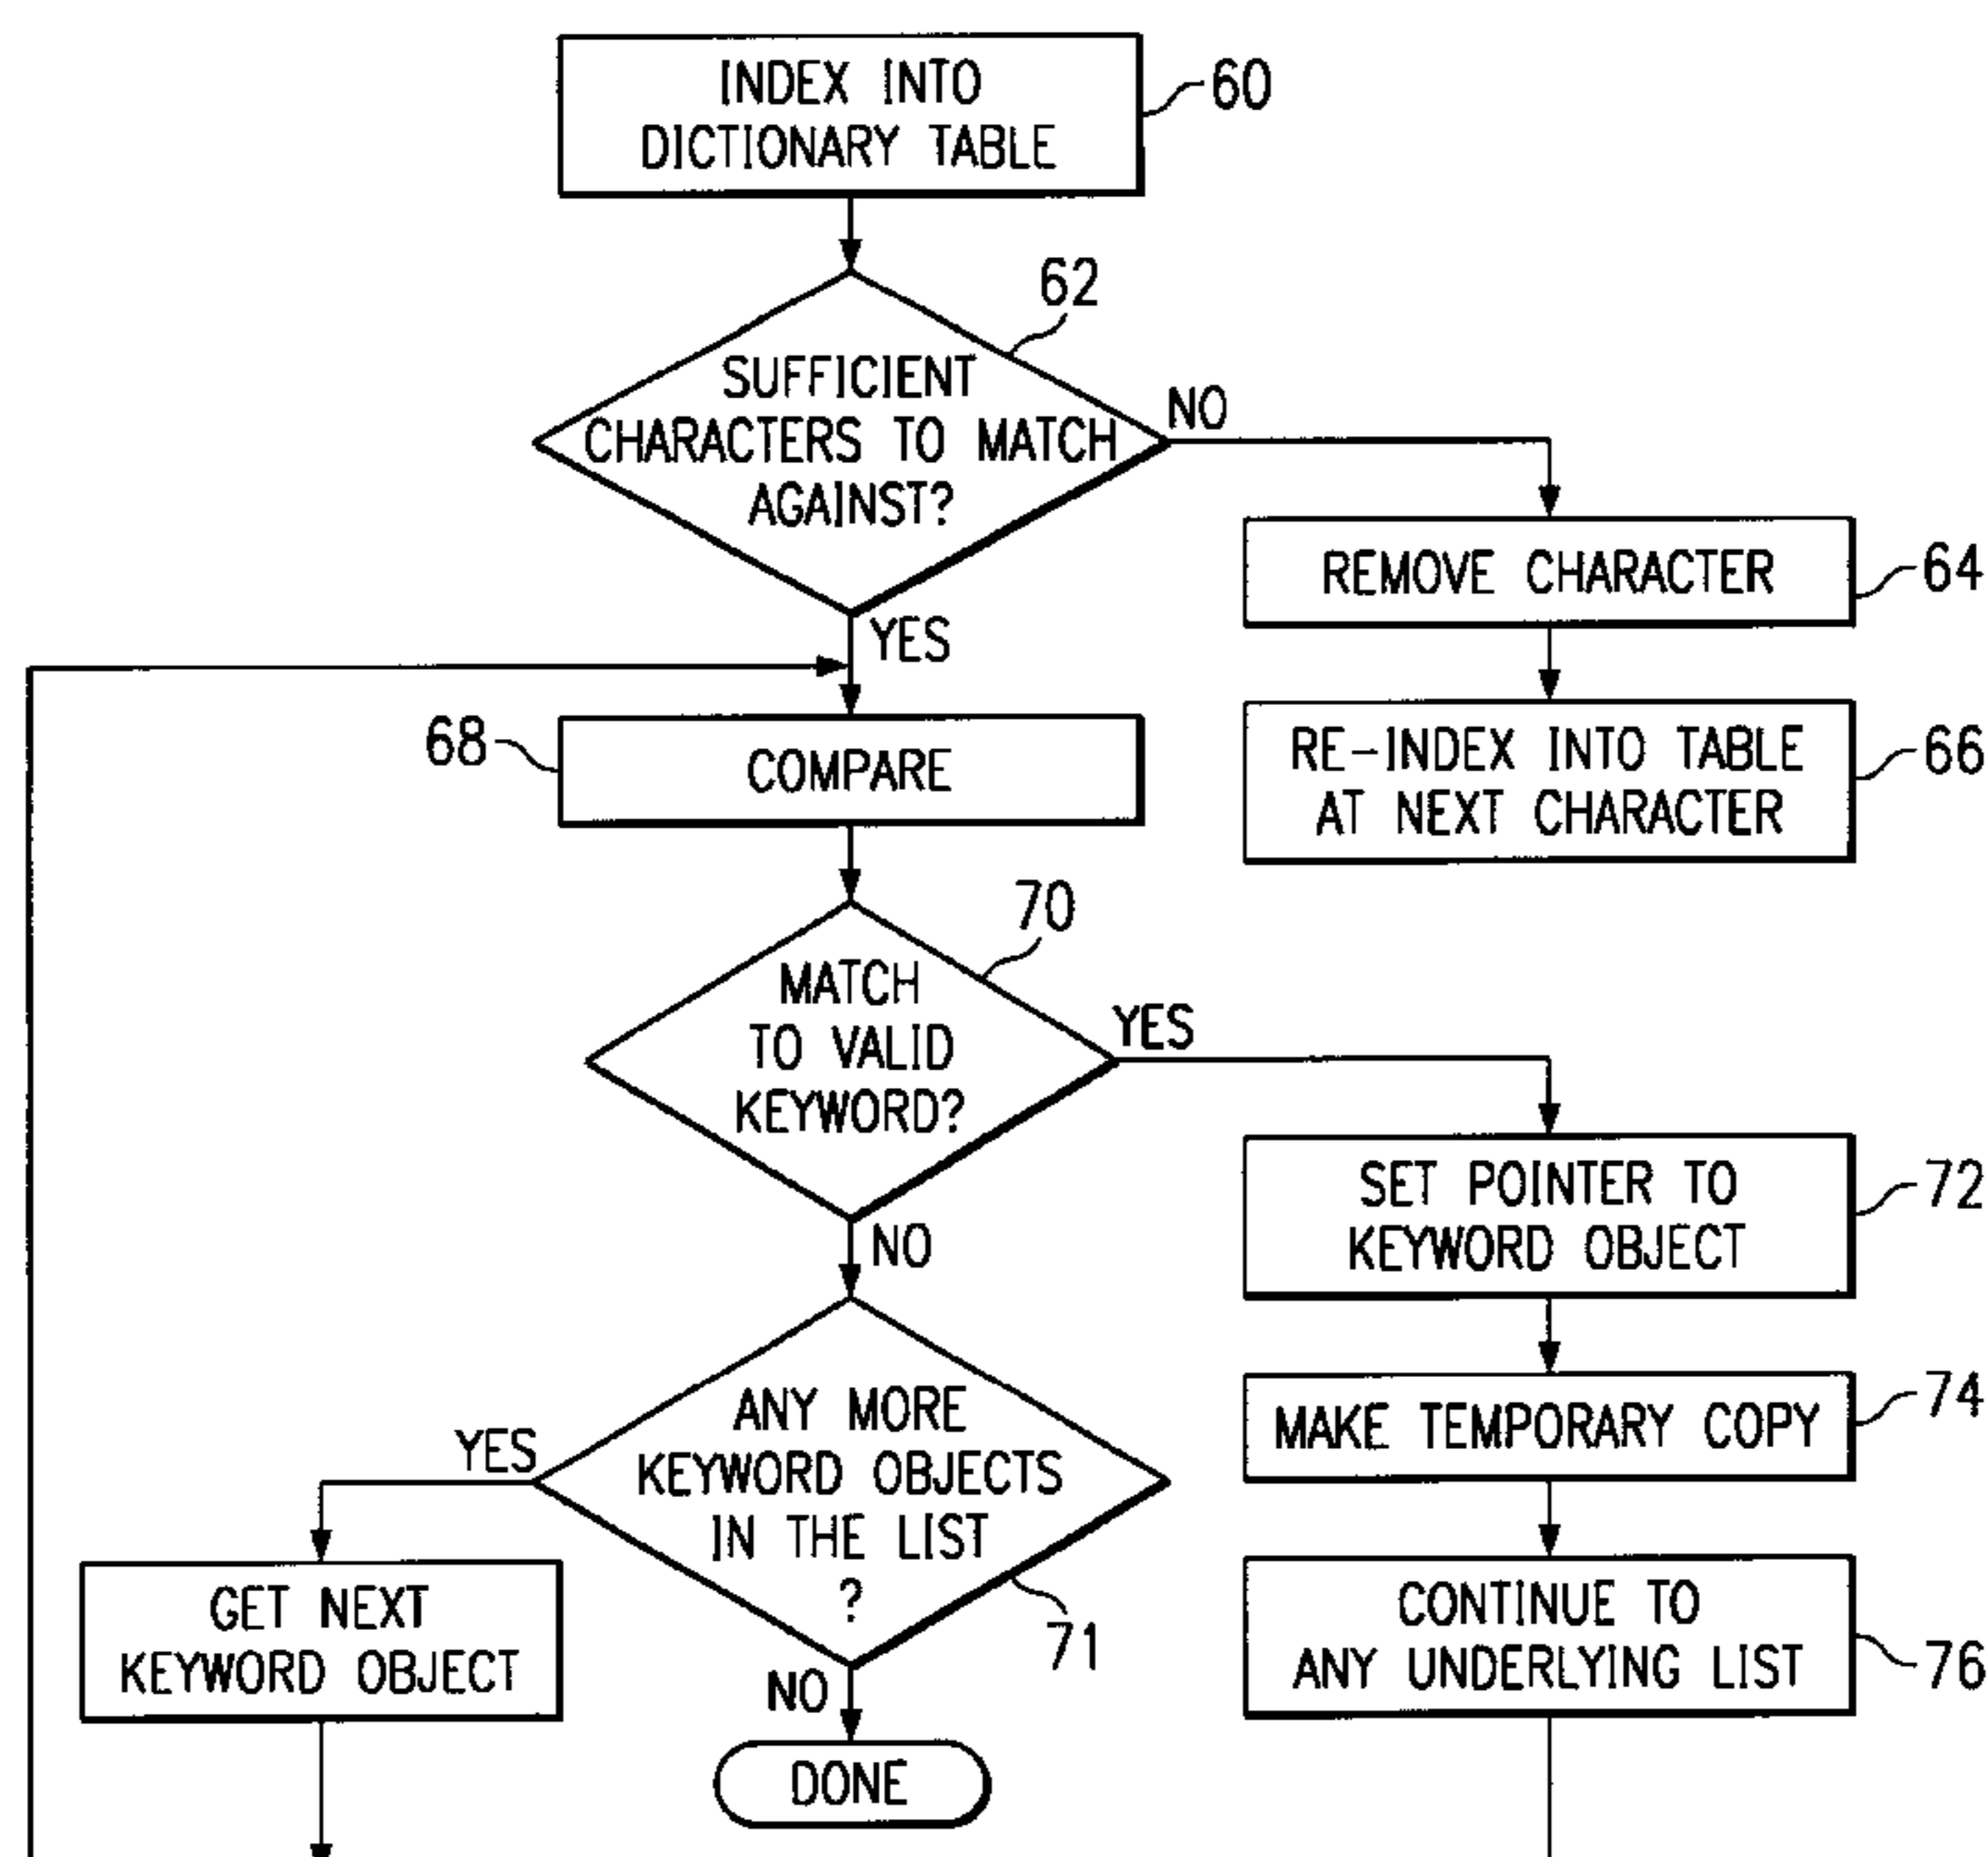 INDEX INTO
DICTIONARY TABLE
60
62
SUFFICIENT
CHARACTERS TO MATCH
AGAINST?
NO
YES
REMOVE CHARACTER
64
RE-INDEX INTO TABLE
AT NEXT CHARACTER
66
68
COMPARE
70
MATCH
TO VALID
KEYWORD?
YES
NO
SET POINTER TO
KEYWORD OBJECT
72
MAKE TEMPORARY COPY
74
CONTINUE TO
ANY UNDERLYING LIST
76
ANY MORE
KEYWORD OBJECTS
IN THE LIST
?
71
YES
GET NEXT
KEYWORD OBJECT
NO
DONE